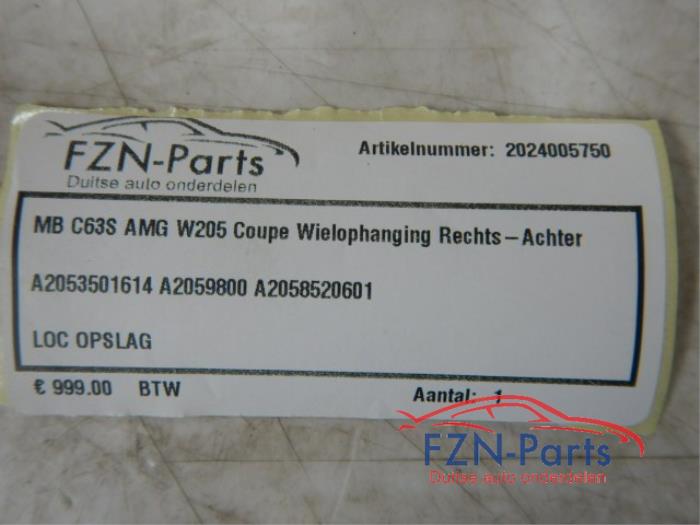 FZN-Parts
Duitse auto onderdelen
Artikelnummer: 2024005750
MB C63S AMG W205 Coupe Wielophanging Rechts-Achter
A2053501614 A2059800 A2058520601
LOC OPSLAG
€ 999.00 BTW
Aantal: 1
FZN-Parts
Duitse auto onderdelen